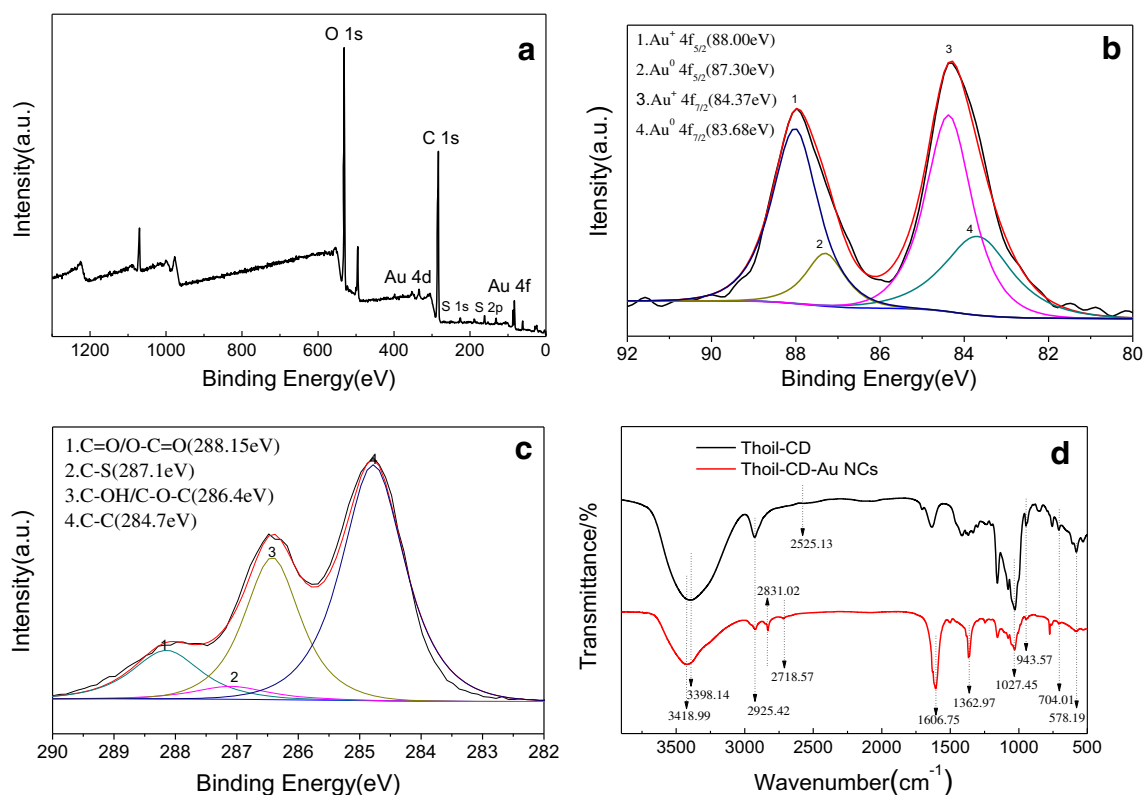 a
O 1s
C 1s
Au 4d
Au 4f
S 1s S 2p
Intensity(a.u.)
1200 1000 800 600 400 200 0
Binding Energy(eV)
b
1.Au⁺ 4f₅/₂(88.00eV)
2.Au⁰ 4f₅/₂(87.30eV)
3.Au⁺ 4f₇/₂(84.37eV)
4.Au⁰ 4f₇/₂(83.68eV)
1
2
3
4
Itensity(a.u.)
92 90 88 86 84 82 80
Binding Energy(eV)
c
1.C=O/O-C=O(288.15eV)
2.C-S(287.1eV)
3.C-OH/C-O-C(286.4eV)
4.C-C(284.7eV)
1
2
3
4
Intensity(a.u.)
290 289 288 287 286 285 284 283 282
Binding Energy(eV)
d
Thoil-CD
Thoil-CD-Au NCs
2525.13
2831.02
2718.57
3398.14
3418.99
2925.42
1606.75
1362.97
1027.45
943.57
704.01
578.19
Transmittance/%
3500 3000 2500 2000 1500 1000 500
Wavenumber(cm⁻¹)